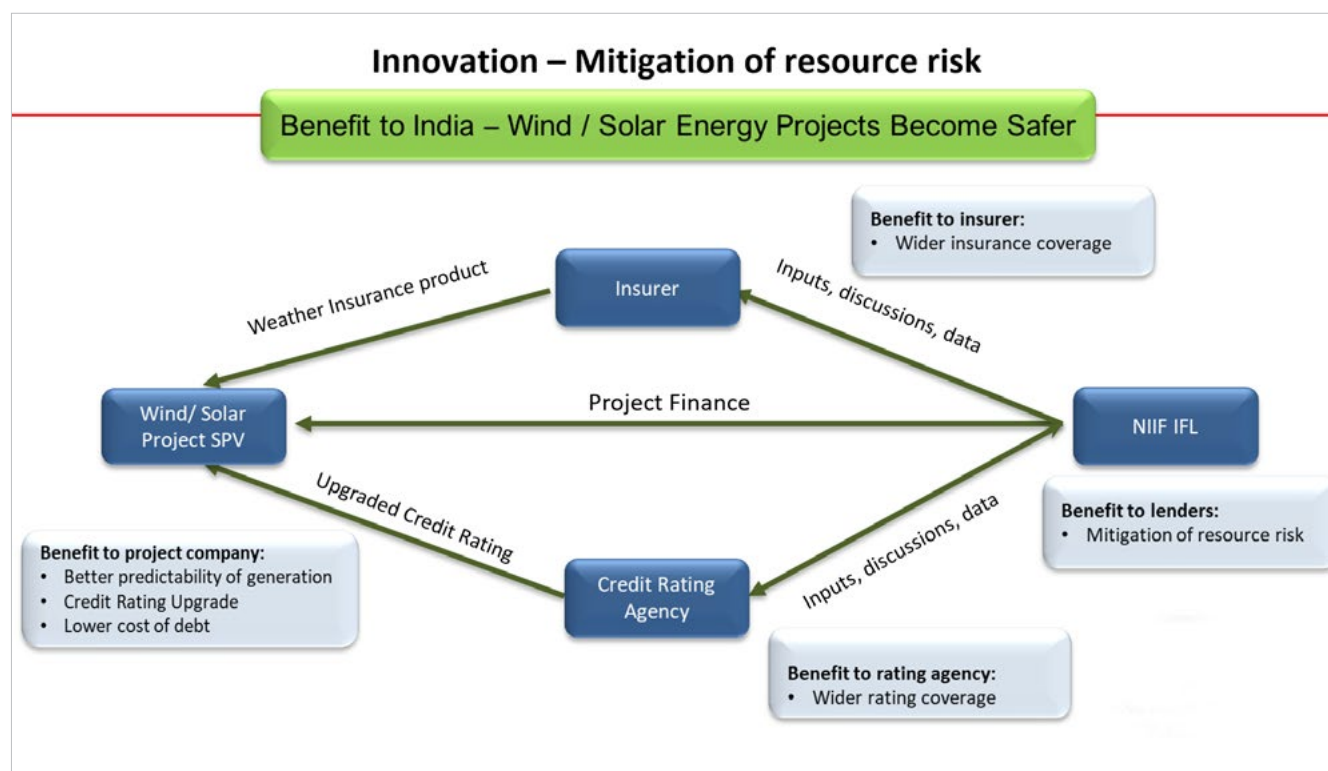 Innovation – Mitigation of resource risk
Benefit to India – Wind / Solar Energy Projects Become Safer
Benefit to insurer:
• Wider insurance coverage
Insurer
Weather Insurance product
Inputs, discussions, data
Wind/ Solar
Project SPV
Project Finance
NIIF IFL
Upgraded Credit Rating
Inputs, discussions, data
Benefit to lenders:
• Mitigation of resource risk
Benefit to project company:
• Better predictability of generation
• Credit Rating Upgrade
• Lower cost of debt
Credit Rating
Agency
Benefit to rating agency:
• Wider rating coverage